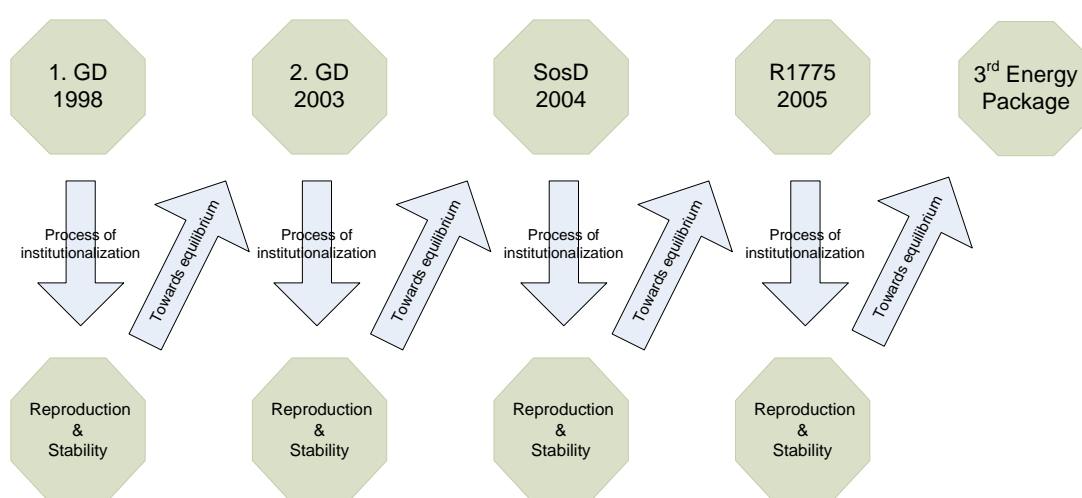 1. GD
1998
2. GD
2003
SosD
2004
R1775
2005
3rd Energy
Package
Process of
institutionalization
Towards equilibrium
Process of
institutionalization
Towards equilibrium
Process of
institutionalization
Towards equilibrium
Process of
institutionalization
Towards equilibrium
Reproduction
&
Stability
Reproduction
&
Stability
Reproduction
&
Stability
Reproduction
&
Stability